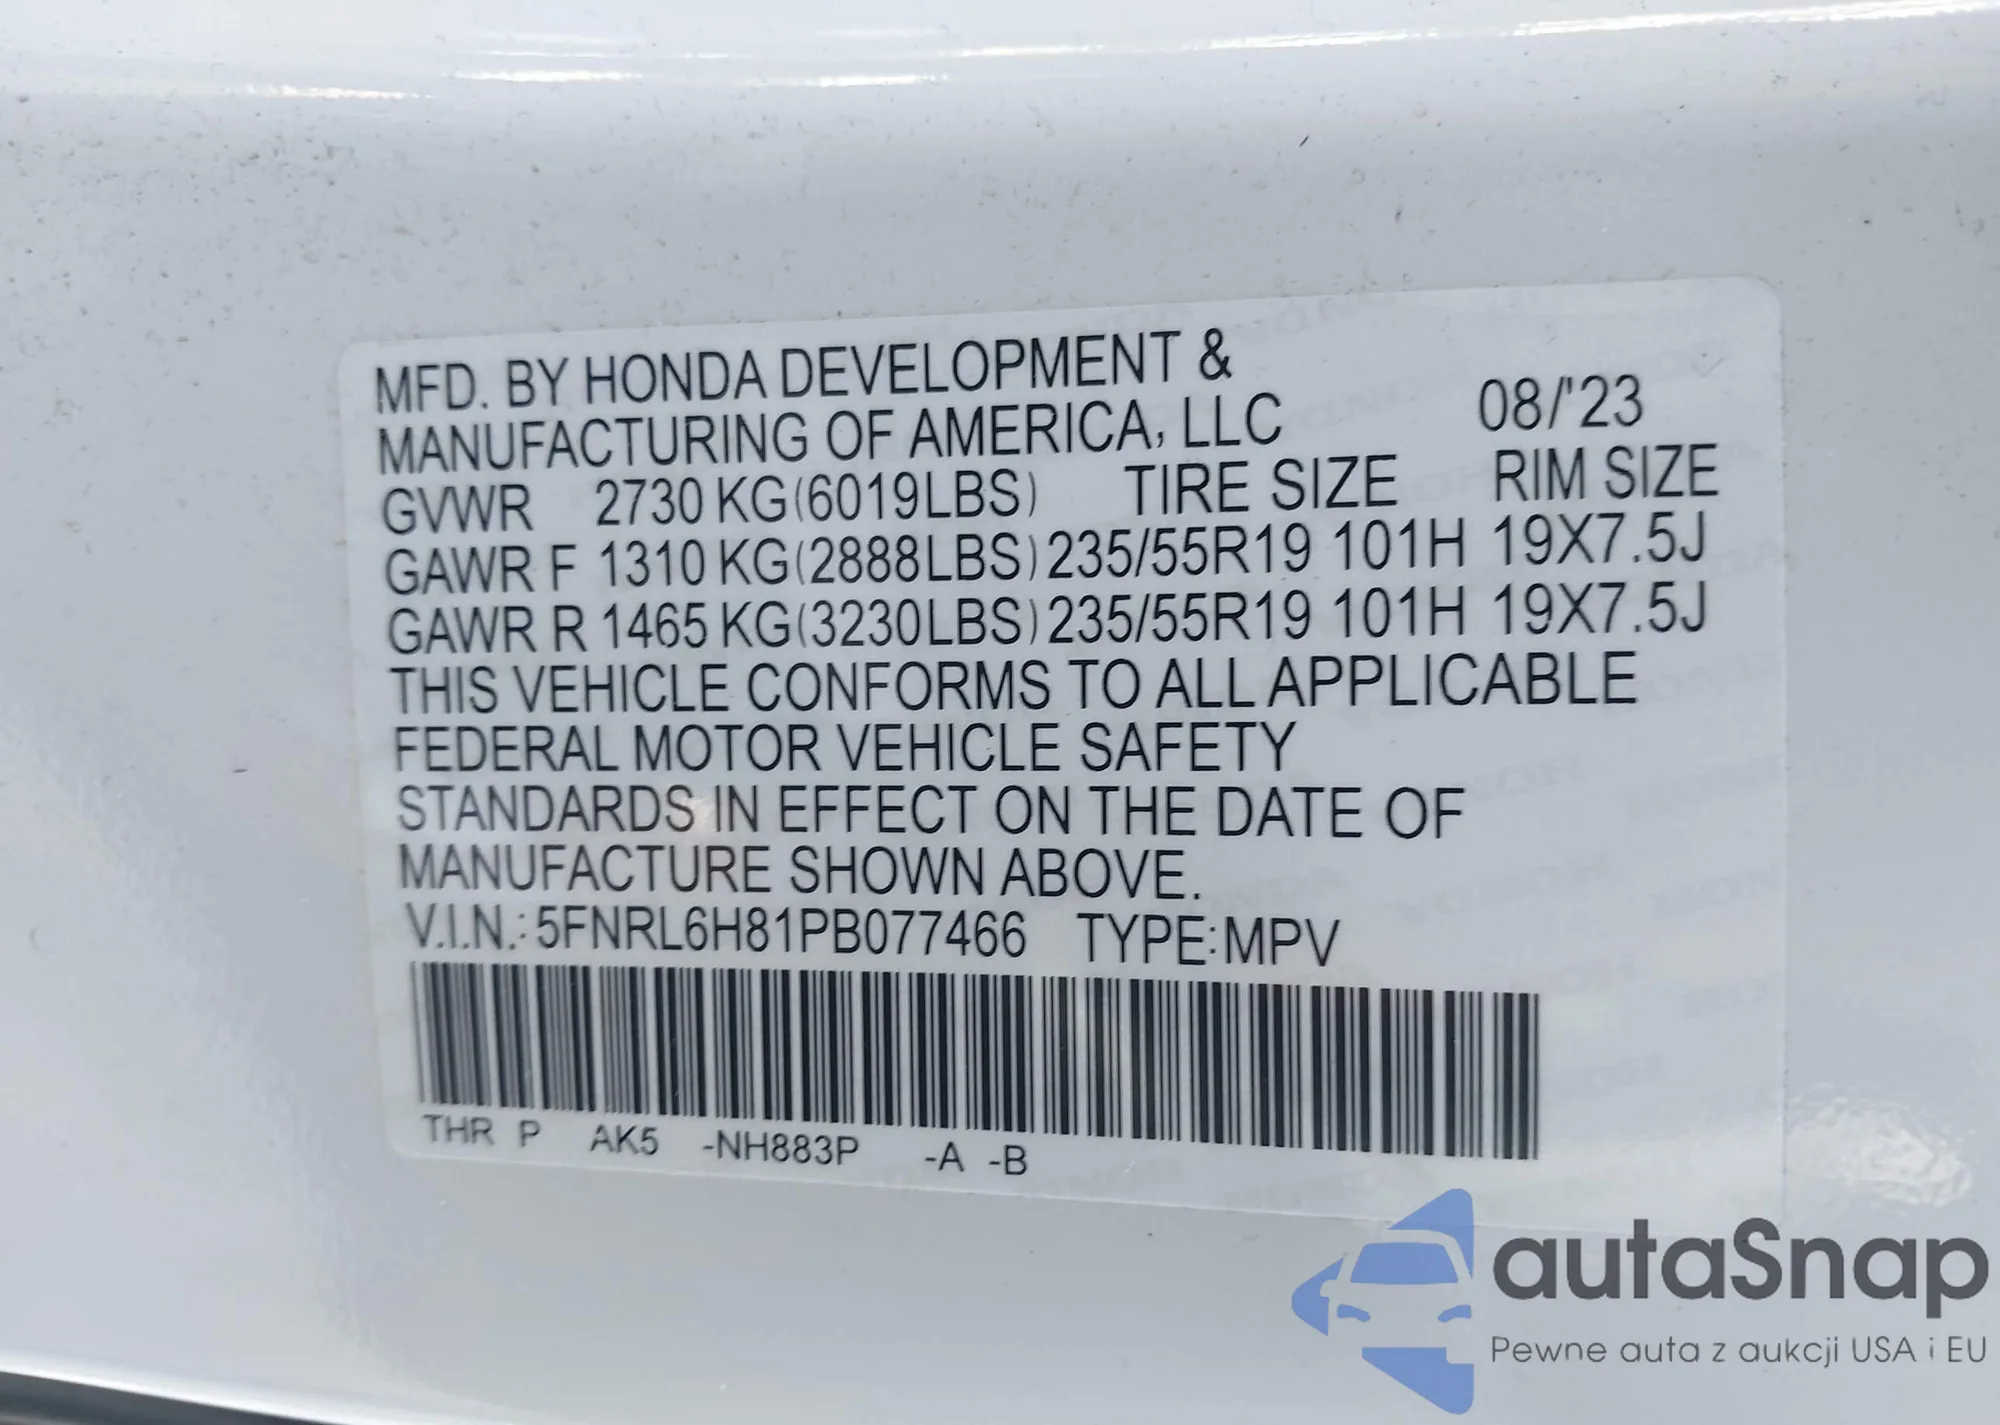 MFD. BY HONDA DEVELOPMENT &
MANUFACTURING OF AMERICA, LLC 08/'23
GVWR 2730 KG(6019LBS) TIRE SIZE RIM SIZE
GAWR F 1310 KG(2888LBS) 235/55R19 101H 19X7.5J
GAWR R 1465 KG(3230LBS) 235/55R19 101H 19X7.5J
THIS VEHICLE CONFORMS TO ALL APPLICABLE
FEDERAL MOTOR VEHICLE SAFETY
STANDARDS IN EFFECT ON THE DATE OF
MANUFACTURE SHOWN ABOVE.
V.I.N.: 5FNRL6H81PB077466 TYPE: MPV
THR P AK5 -NH883P -A -B
autaSnap
Pewne auta z aukcji USA i EU